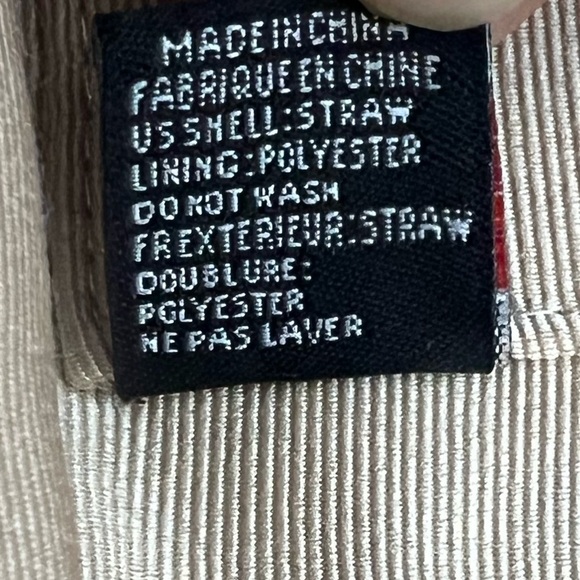 MADE IN CHINA
FABRIQUE EN CHINE
US SHELL: STRAW
LINING: POLYESTER
DO NOT WASH
FR EXTERIEUR: STRAW
DOUBLURE:
POLYESTER
NE PAS LAVER